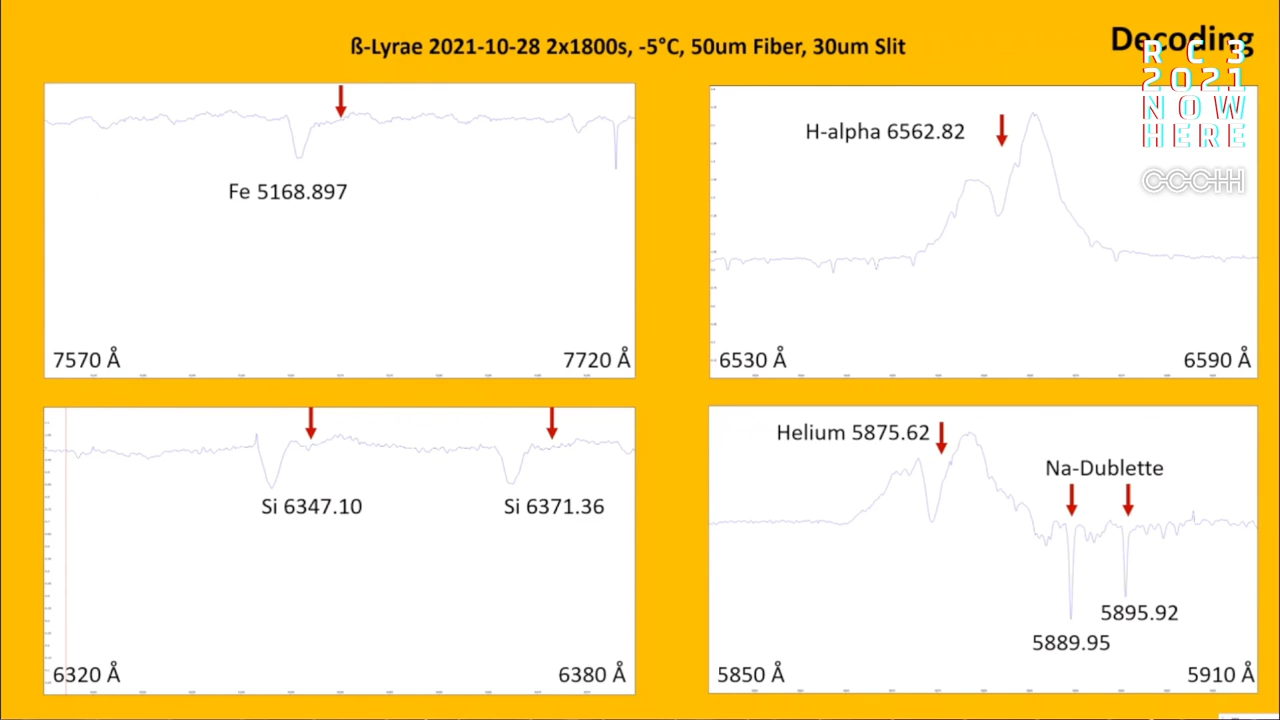 ß-Lyrae 2021-10-28 2x1800s, -5°C, 50um Fiber, 30um Slit
Decoding
R C 3
2021
NOW
HERE
CCCHH
Fe 5168.897
7570 Å
7720 Å
H-alpha 6562.82
6530 Å
6590 Å
Si 6347.10
Si 6371.36
6320 Å
6380 Å
Helium 5875.62
Na-Dublette
5895.92
5889.95
5850 Å
5910 Å